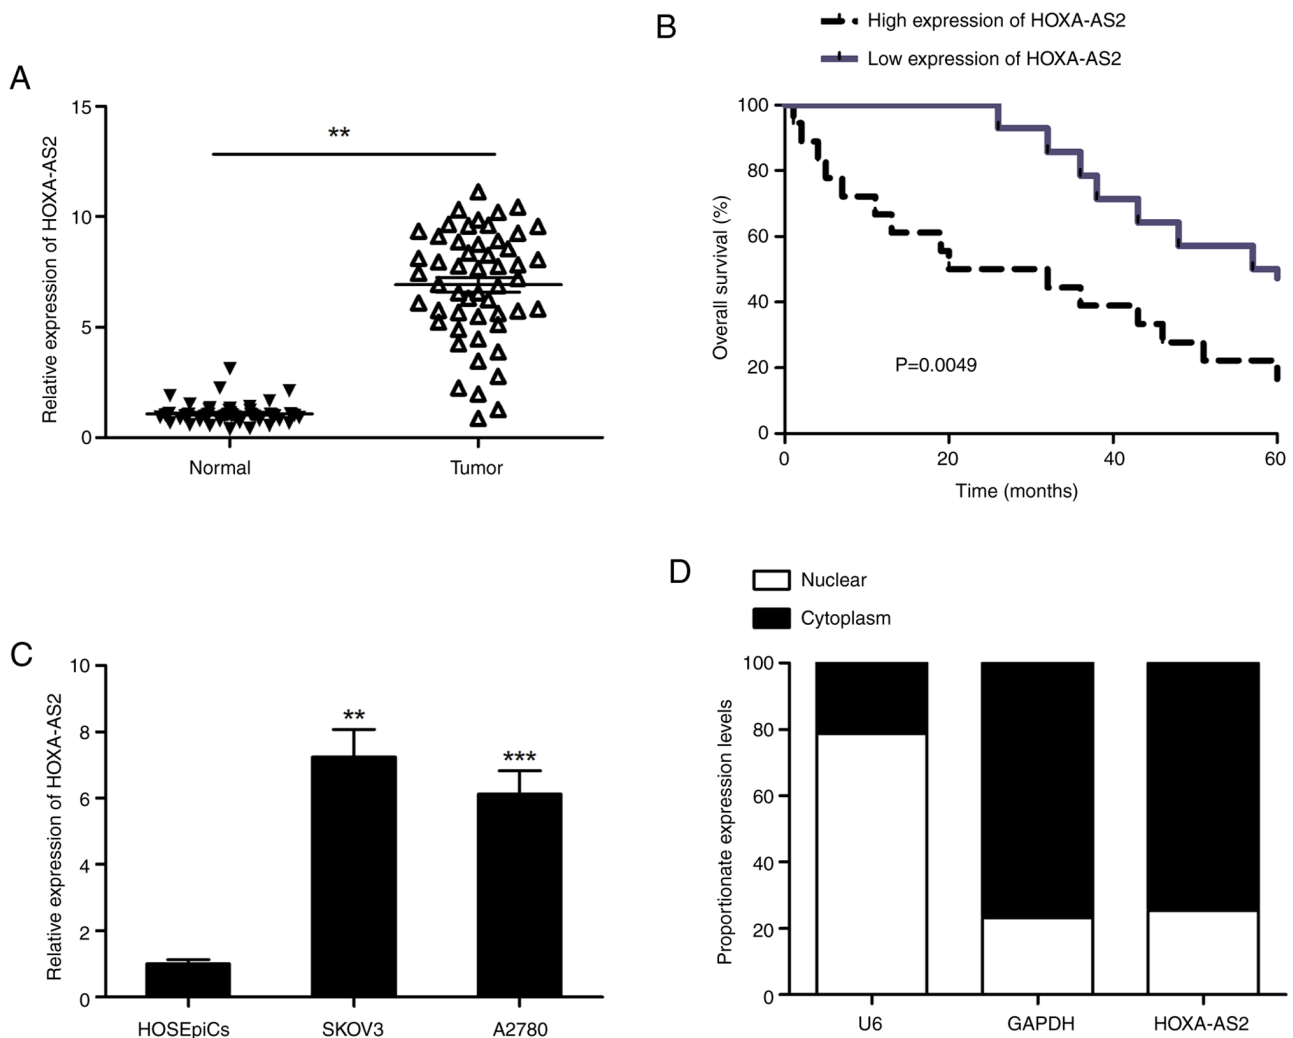 A
Relative expression of HOXA-AS2
15
10
5
0
**
Normal
Tumor
B
High expression of HOXA-AS2
Low expression of HOXA-AS2
Overall survival (%)
100
80
60
40
20
0
P=0.0049
0
20
40
60
Time (months)
C
Relative expression of HOXA-AS2
10
8
6
4
2
0
**
***
HOSEpiCs
SKOV3
A2780
D
Nuclear
Cytoplasm
Proportionate expression levels
100
80
60
40
20
0
U6
GAPDH
HOXA-AS2